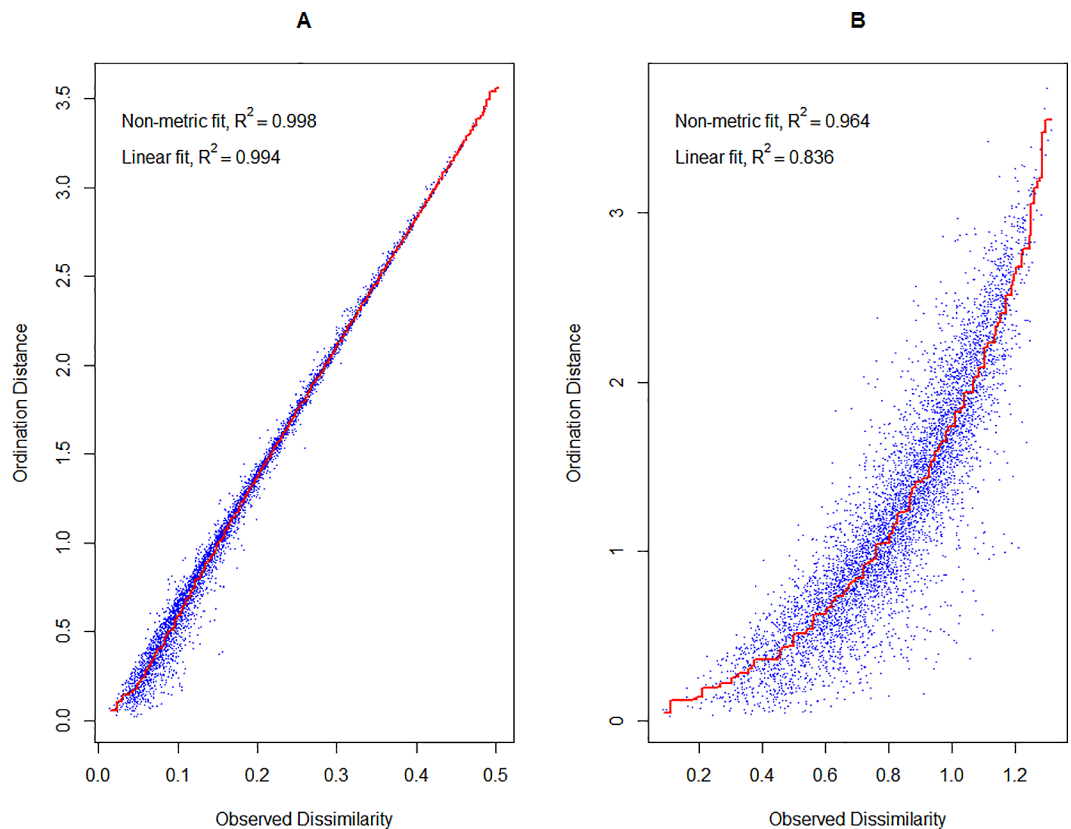 A
Non-metric fit, R² = 0.998
Linear fit, R² = 0.994
3.5
3.0
2.5
2.0
1.5
1.0
0.5
0.0
Ordination Distance
0.0 0.1 0.2 0.3 0.4 0.5
Observed Dissimilarity
B
Non-metric fit, R² = 0.964
Linear fit, R² = 0.836
3
2
1
0
Ordination Distance
0.2 0.4 0.6 0.8 1.0 1.2
Observed Dissimilarity